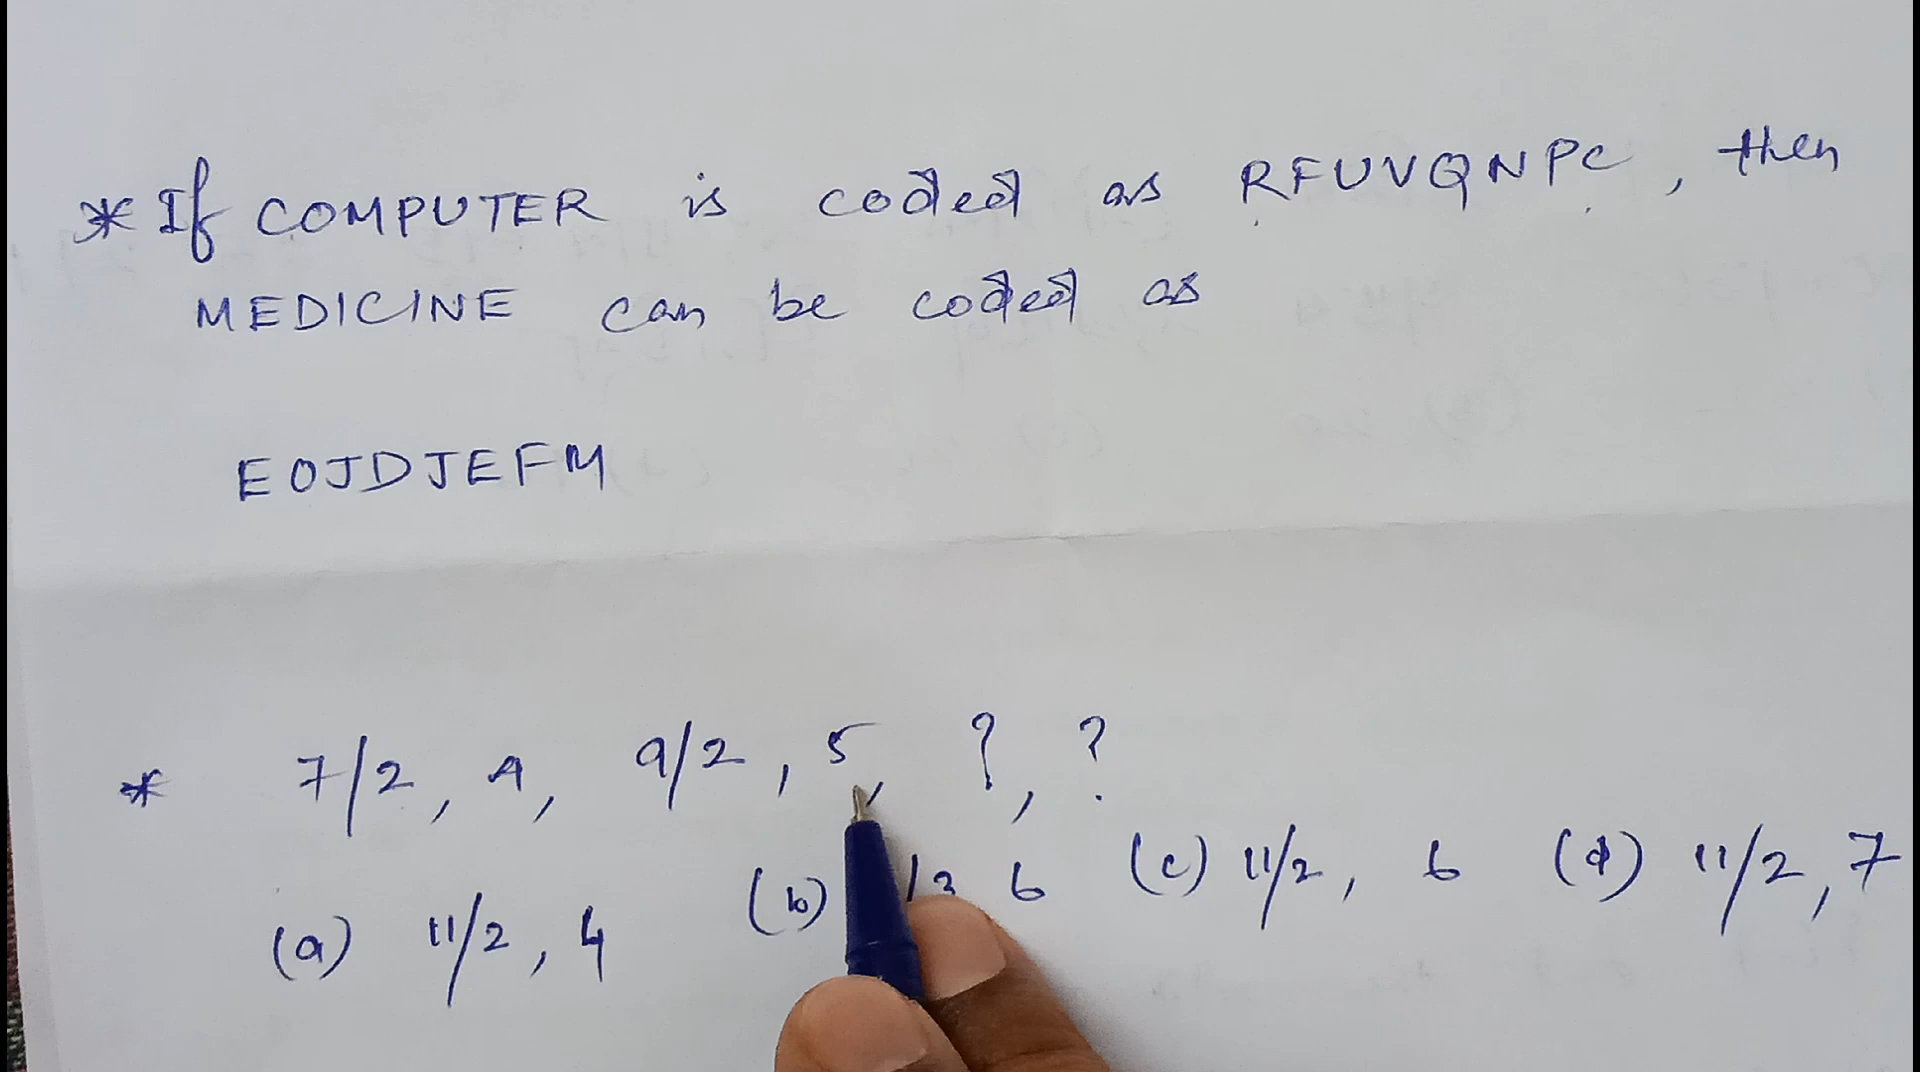 * If COMPUTER is coded as RFUVQNPC, then
MEDICINE can be coded as
EOJDJEFM
* 7/2, 4, 9/2, 5, ?, ?
(a) 11/2, 4 (b) /3 6 (c) 11/2, 6 (d) 11/2, 7